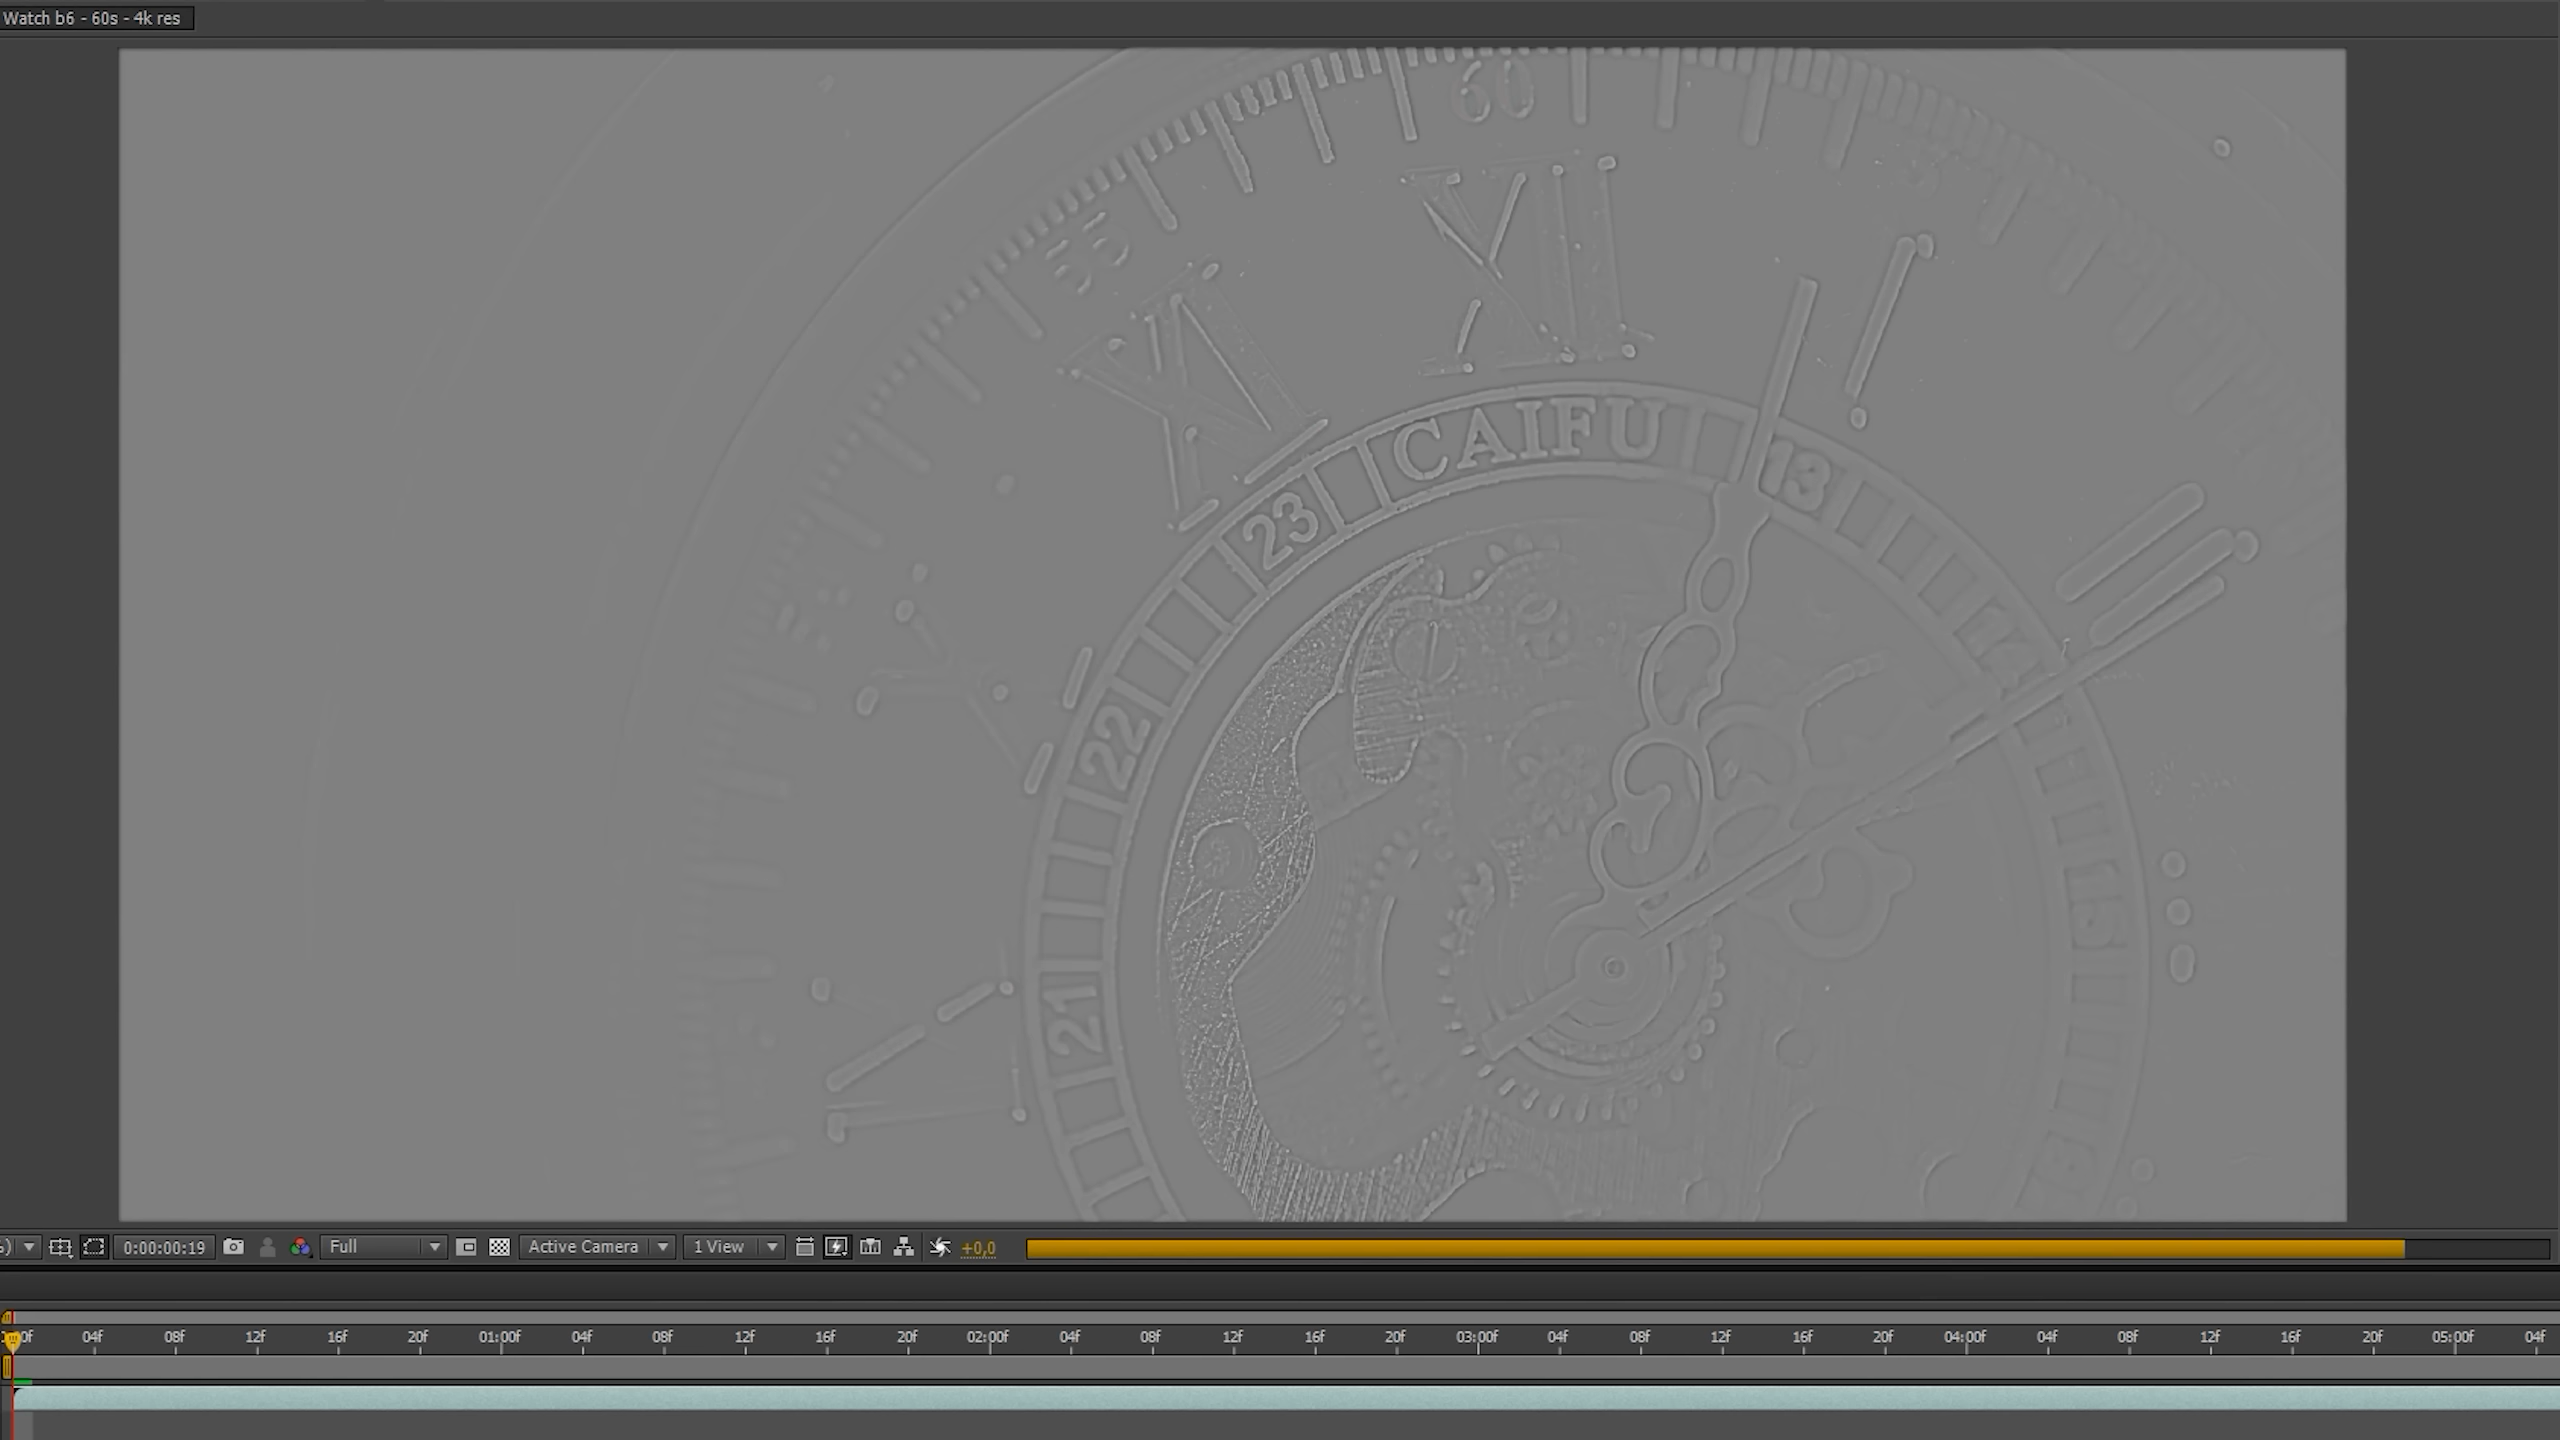 Watch b6 - 60s - 4k res
60
55
XII
XI
I
CAIFU
13
23
22
21
15
0:00:00:19
Full
Active Camera
1 View
+0,0
04f 08f 12f 16f 20f 01:00f 04f 08f 12f 16f 20f 02:00f 04f 08f 12f 16f 20f 03:00f 04f 08f 12f 16f 20f 04:00f 04f 08f 12f 16f 20f 05:00f 04f